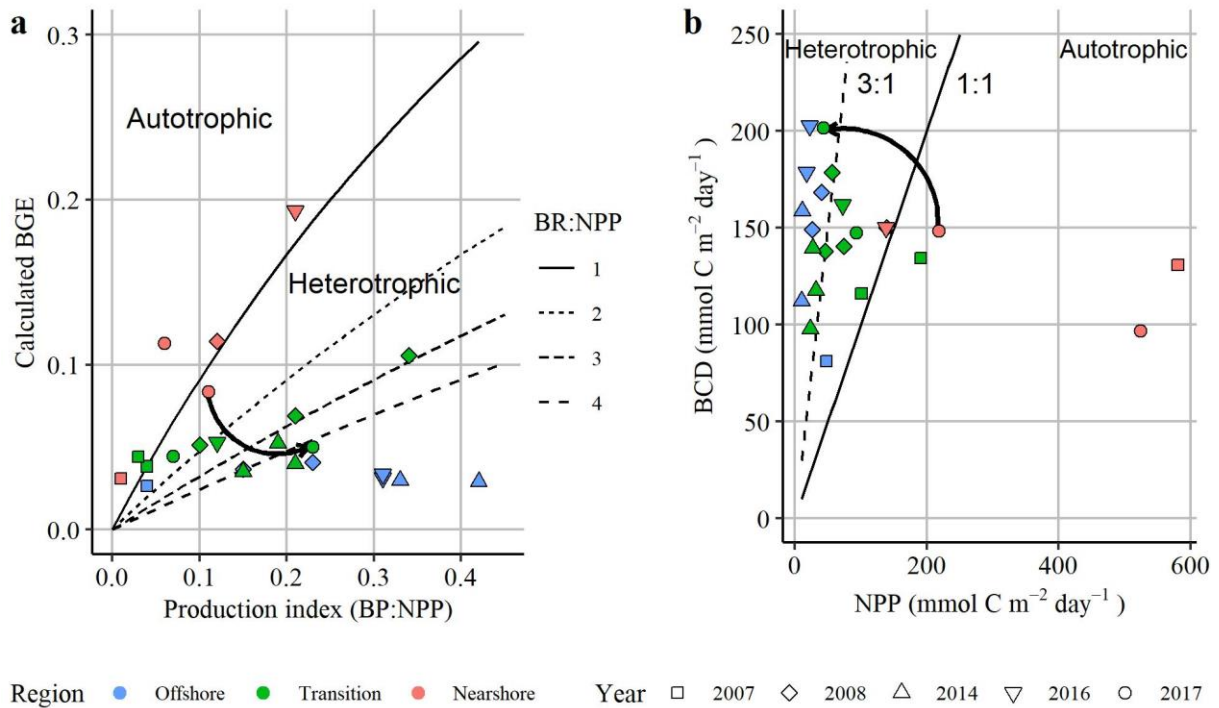 a
Autotrophic
Heterotrophic
Calculated BGE
0.3
0.2
0.1
0.0
0.0 0.1 0.2 0.3 0.4
Production index (BP:NPP)
BR:NPP
1
2
3
4
b
Heterotrophic
Autotrophic
3:1
1:1
BCD (mmol C m⁻² day⁻¹)
250
200
150
100
50
0
0 200 400 600
NPP (mmol C m⁻² day⁻¹)
Region Offshore Transition Nearshore
Year 2007 2008 2014 2016 2017